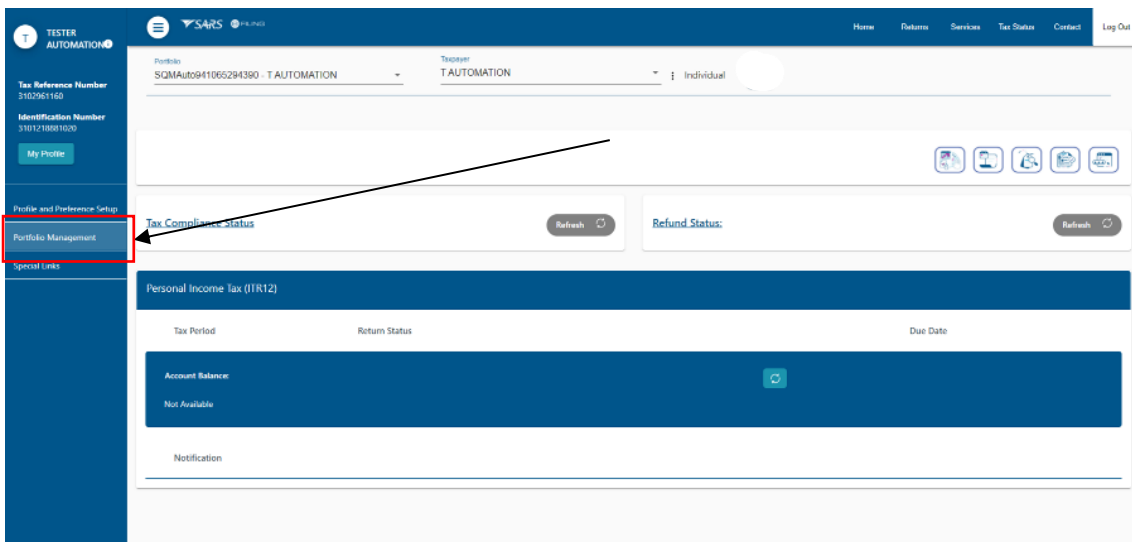 T
TESTER
AUTOMATION
SARS eFILING
Home
Returns
Services
Tax Status
Contact
Log Out
Portfolio
SQMAuto941065294390 - T AUTOMATION
Taxpayer
T AUTOMATION
Individual
Tax Reference Number
3102961160
Identification Number
3101218881020
My Profile
Profile and Preference Setup
Portfolio Management
Special Links
Tax Compliance Status
Refresh
Refund Status:
Refresh
Personal Income Tax (ITR12)
Tax Period
Return Status
Due Date
Account Balance:
Not Available
Notification